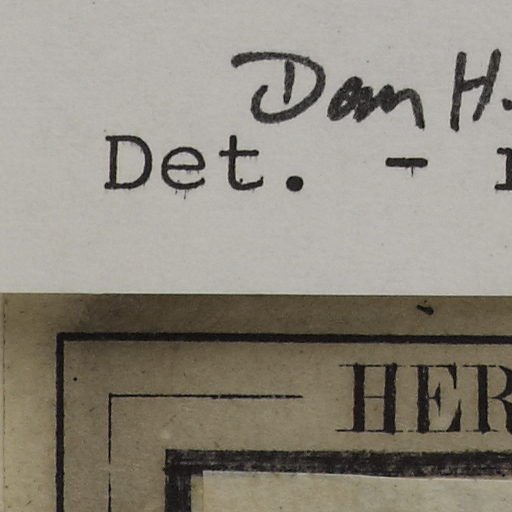 Dan H.
Det. -
HER